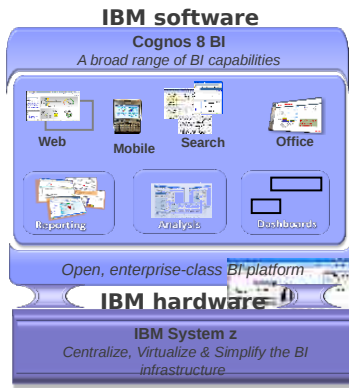 IBM software
Cognos 8 BI
A broad range of BI capabilities
Web
Mobile
Search
Office
Reporting
Analysis
Dashboards
Open, enterprise-class BI platform
IBM hardware
IBM System z
Centralize, Virtualize & Simplify the BI
infrastructure